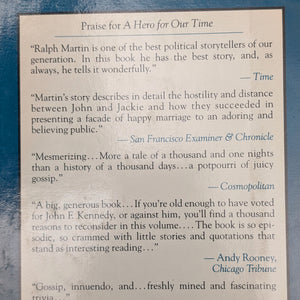 Praise for A Hero for Our Time
"Ralph Martin is one of the best political storytellers of our
generation. In this book he has the best story, and, as
always, he tells it wonderfully."
— Time
"Martin's story describes in detail the hostility and distance
between John and Jackie and how they succeeded in
presenting a facade of happy marriage to an adoring and
believing public."
— San Francisco Examiner & Chronicle
"Mesmerizing...More a tale of a thousand and one nights
than a history of a thousand days...a potpourri of juicy
gossip."
— Cosmopolitan
"A big, generous book...If you're old enough to have voted
for John F. Kennedy, or against him, you'll find a thousand
reasons to reconsider in this volume....The book is so epi-
sodic, so crammed with little stories and quotations that
stand as interesting reading..."
— Andy Rooney,
Chicago Tribune
"Gossip, innuendo, and...freshly mined and fascinating
trivia..."